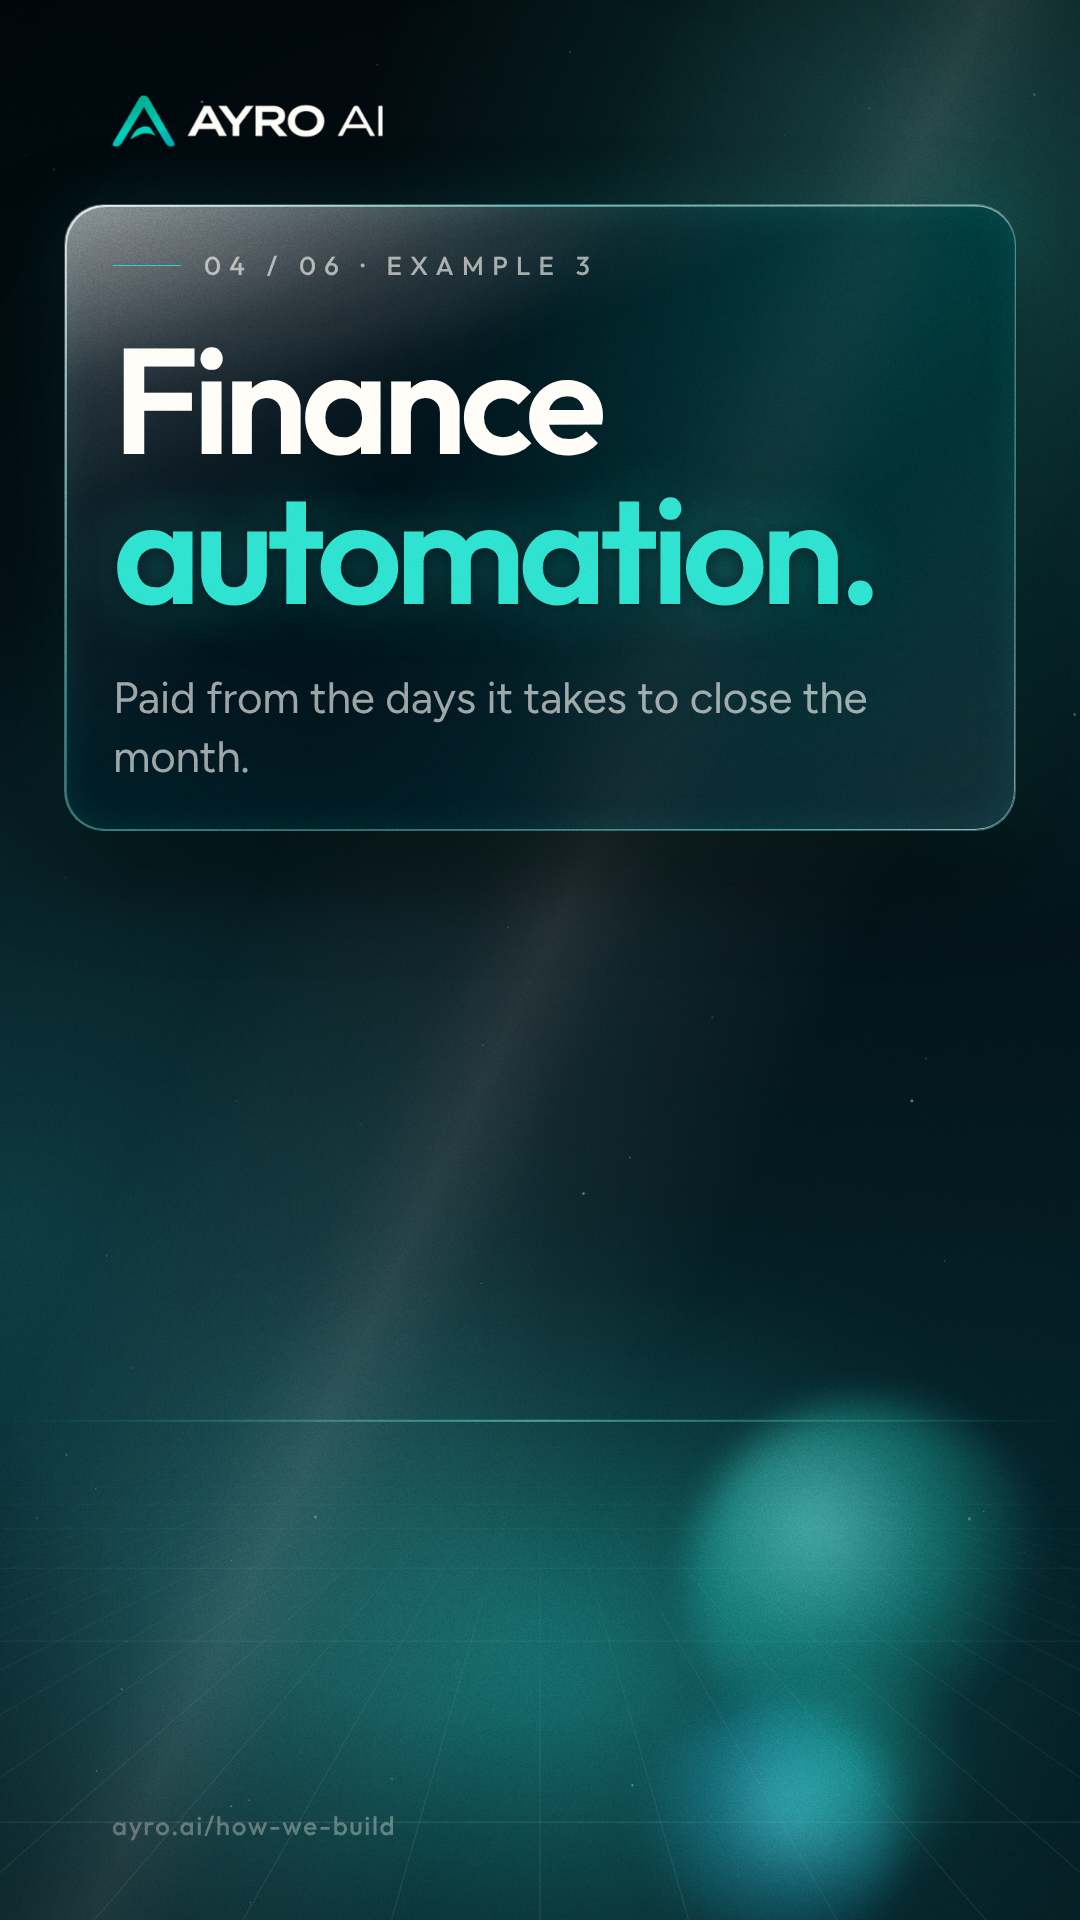 AYRO AI
04 / 06 · EXAMPLE 3
Finance
automation.
Paid from the days it takes to close the
month.
ayro.ai/how-we-build